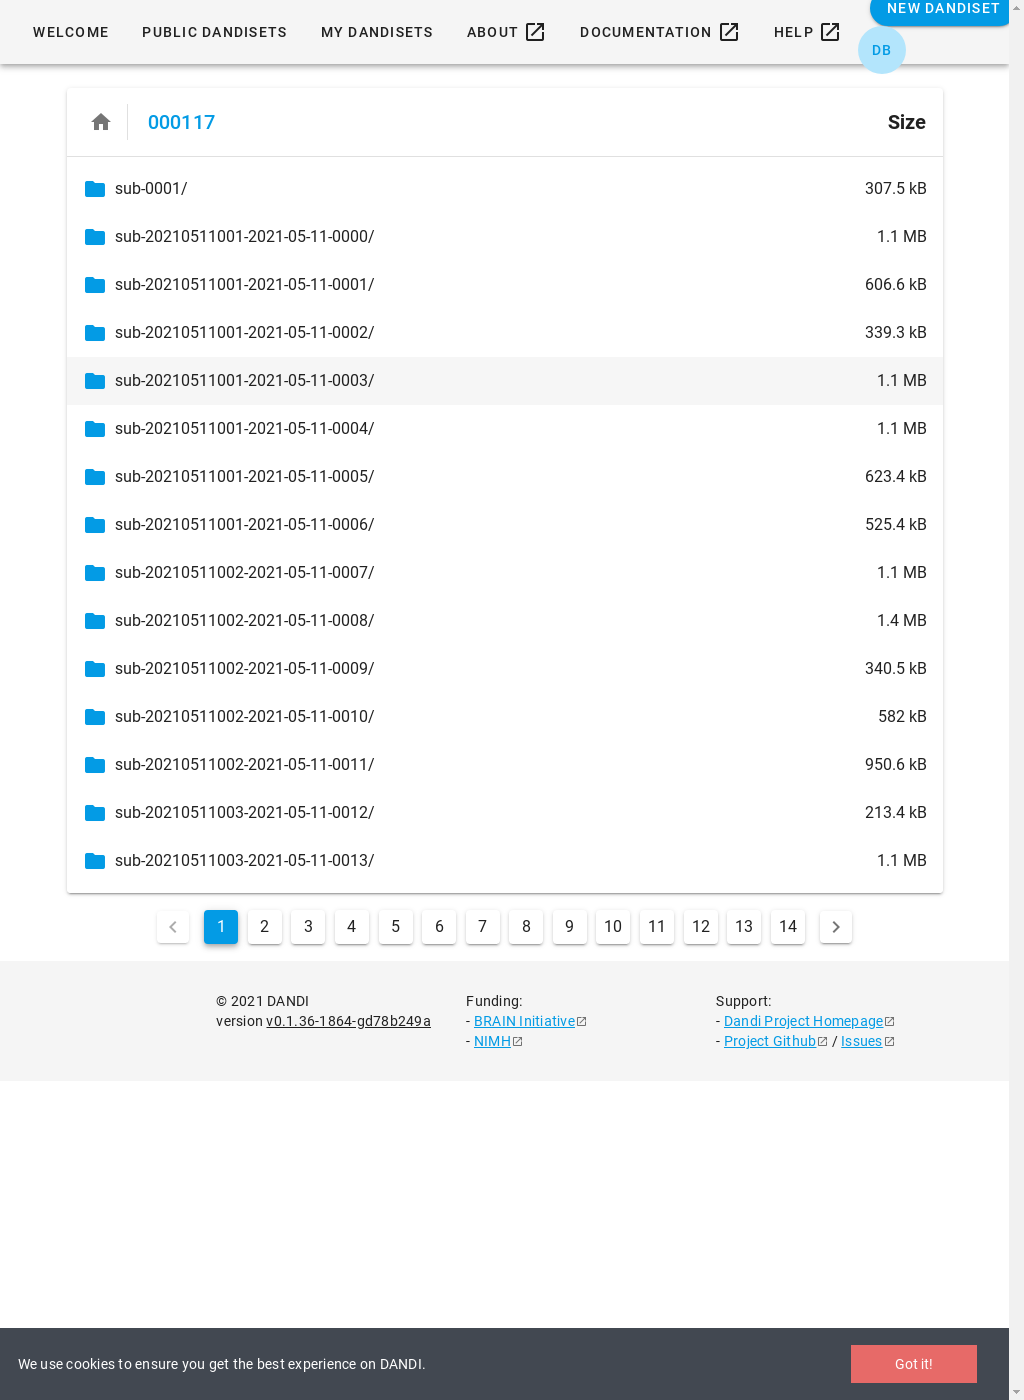 NEW DANDISET
WELCOME PUBLIC DANDISETS MY DANDISETS ABOUT DOCUMENTATION HELP
DB
000117 Size
sub-0001/ 307.5 kB
sub-20210511001-2021-05-11-0000/ 1.1 MB
sub-20210511001-2021-05-11-0001/ 606.6 kB
sub-20210511001-2021-05-11-0002/ 339.3 kB
sub-20210511001-2021-05-11-0003/ 1.1 MB
sub-20210511001-2021-05-11-0004/ 1.1 MB
sub-20210511001-2021-05-11-0005/ 623.4 kB
sub-20210511001-2021-05-11-0006/ 525.4 kB
sub-20210511002-2021-05-11-0007/ 1.1 MB
sub-20210511002-2021-05-11-0008/ 1.4 MB
sub-20210511002-2021-05-11-0009/ 340.5 kB
sub-20210511002-2021-05-11-0010/ 582 kB
sub-20210511002-2021-05-11-0011/ 950.6 kB
sub-20210511003-2021-05-11-0012/ 213.4 kB
sub-20210511003-2021-05-11-0013/ 1.1 MB
1 2 3 4 5 6 7 8 9 10 11 12 13 14
© 2021 DANDI
version v0.1.36-1864-gd78b249a
Funding:
- BRAIN Initiative
- NIMH
Support:
- Dandi Project Homepage
- Project Github / Issues
We use cookies to ensure you get the best experience on DANDI. Got it!